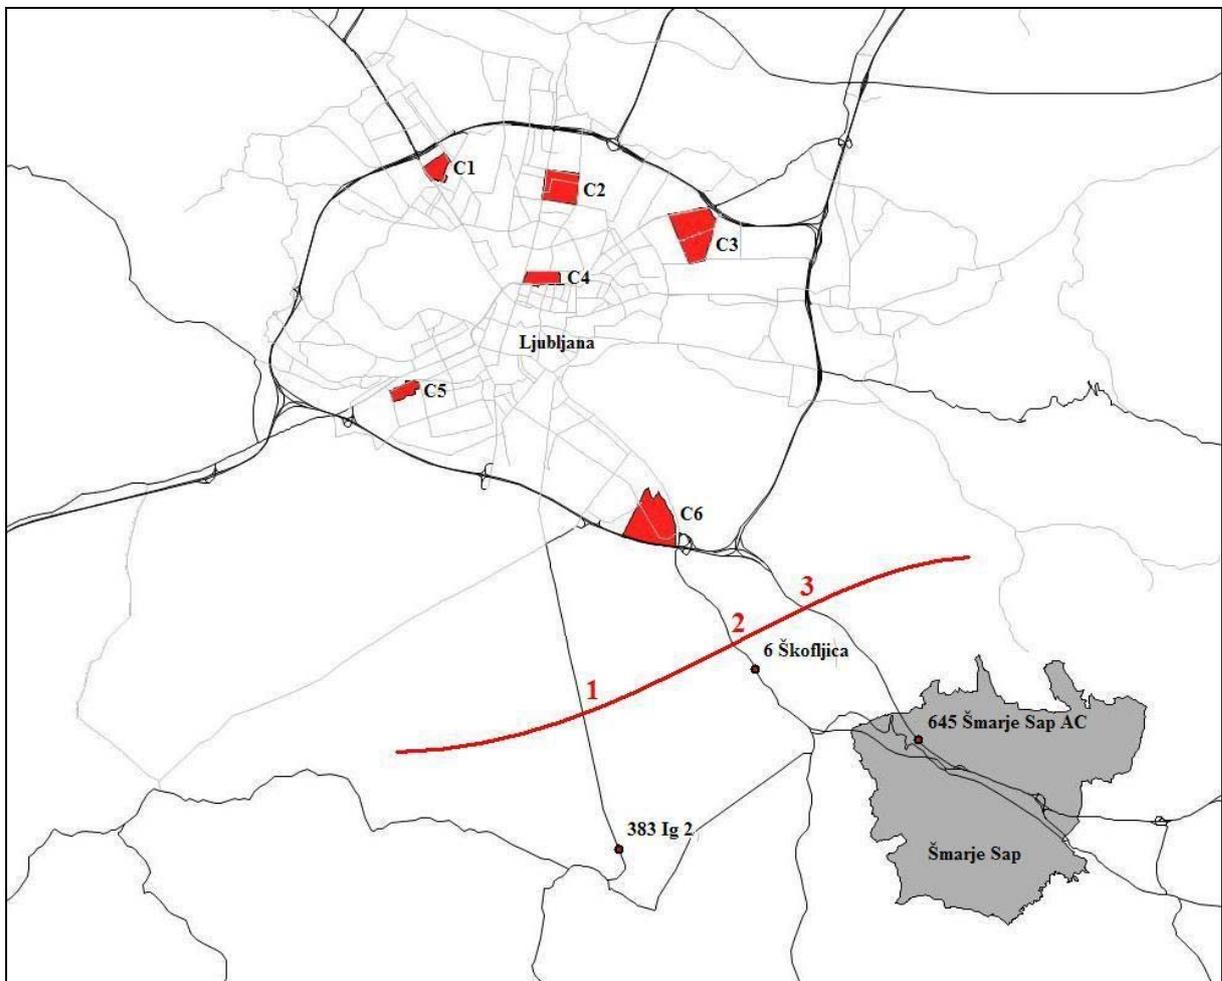 C1
C2
C3
C4
Ljubljana
C5
C6
3
2
6 Škofljica
1
645 Šmarje Sap AC
383 Ig 2
Šmarje Sap